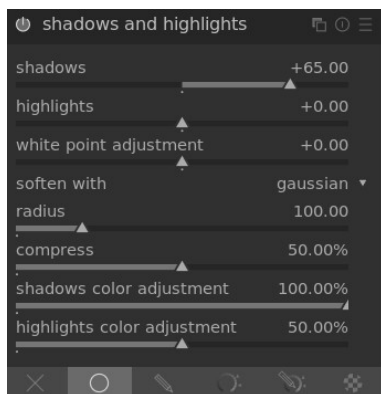 shadows and highlights
shadows +65.00
highlights +0.00
white point adjustment +0.00
soften with gaussian
radius 100.00
compress 50.00%
shadows color adjustment 100.00%
highlights color adjustment 50.00%